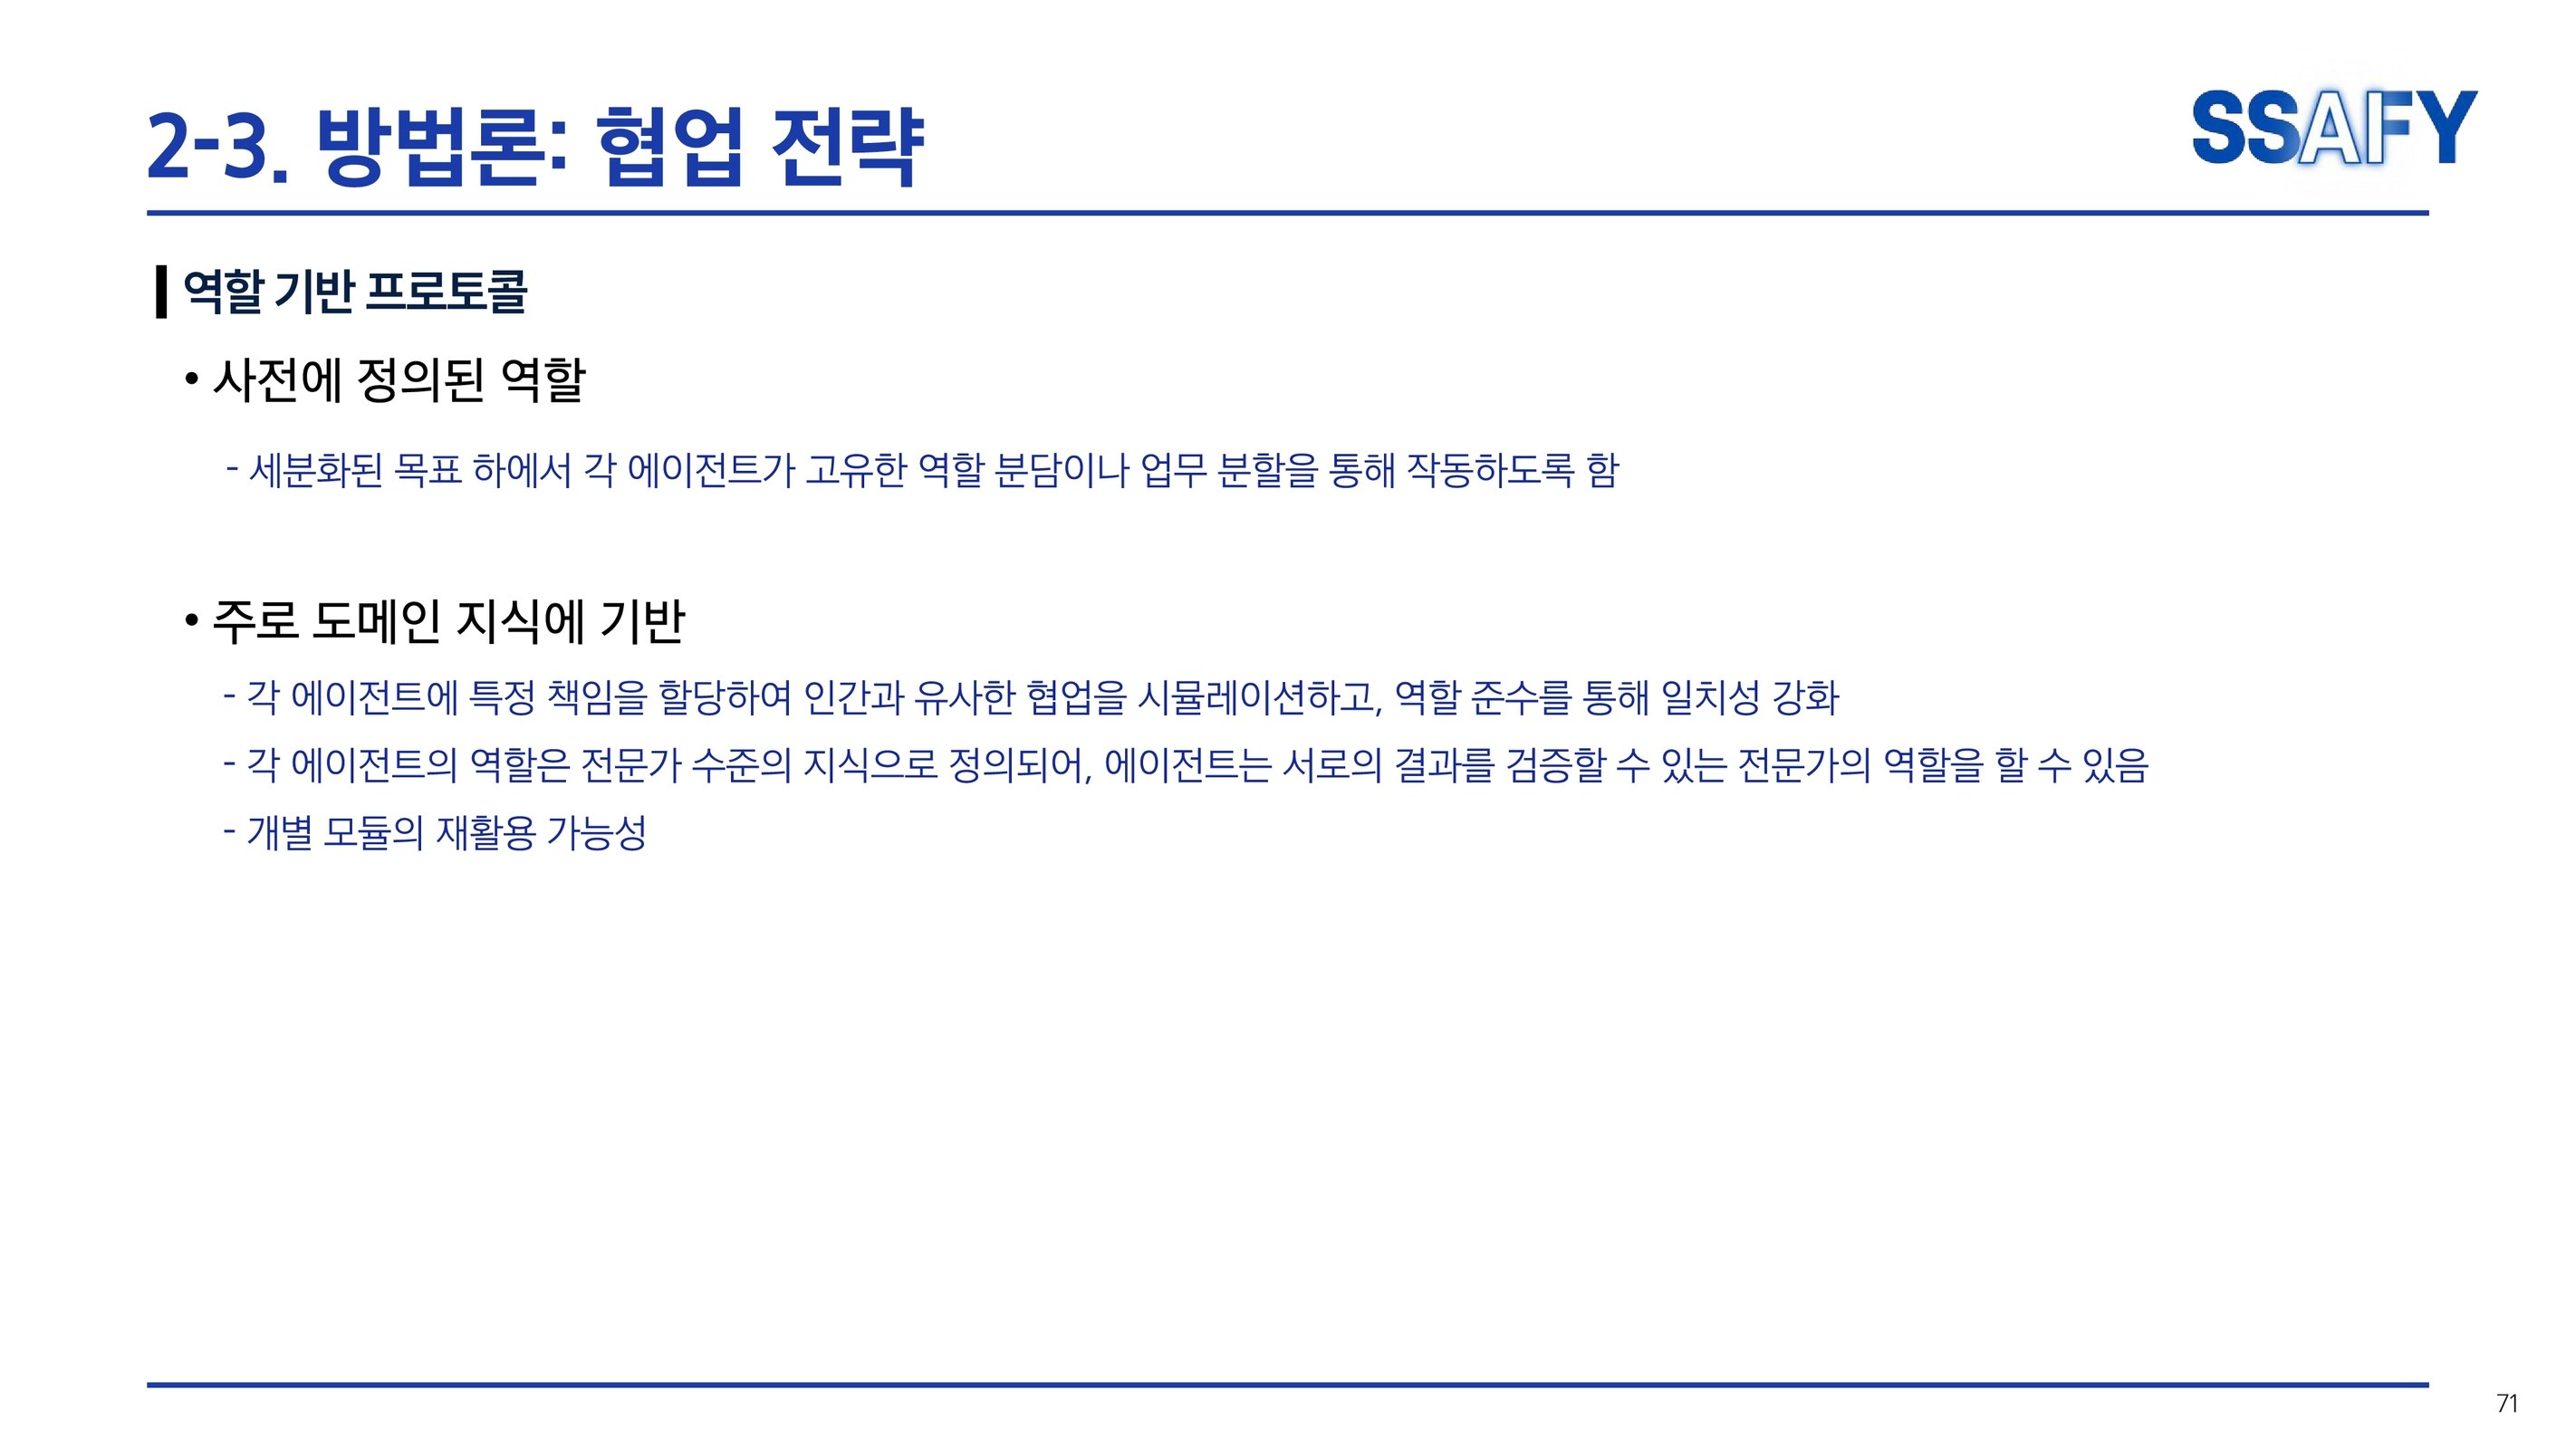 2-3. 방법론: 협업 전략
SSAFY
역할 기반 프로토콜
• 사전에 정의된 역할
- 세분화된 목표 하에서 각 에이전트가 고유한 역할 분담이나 업무 분할을 통해 작동하도록 함
• 주로 도메인 지식에 기반
- 각 에이전트에 특정 책임을 할당하여 인간과 유사한 협업을 시뮬레이션하고, 역할 준수를 통해 일치성 강화
- 각 에이전트의 역할은 전문가 수준의 지식으로 정의되어, 에이전트는 서로의 결과를 검증할 수 있는 전문가의 역할을 할 수 있음
- 개별 모듈의 재활용 가능성
71